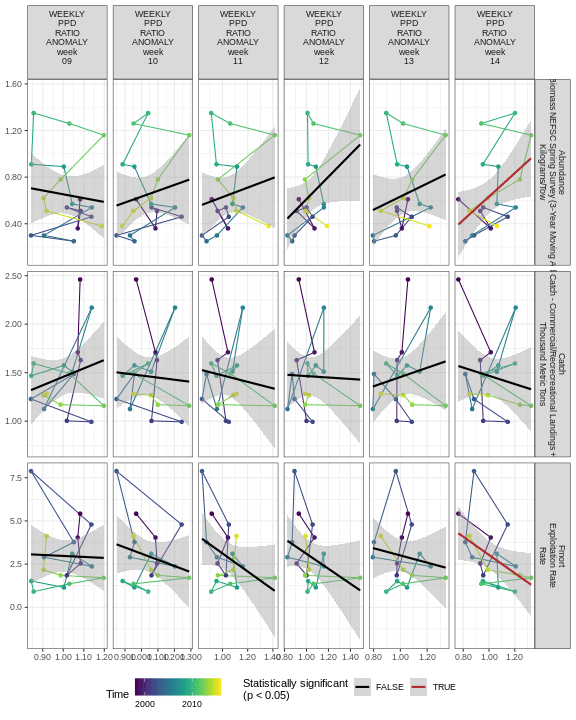 WEEKLY
PPD
RATIO
ANOMALY
week
09
WEEKLY
PPD
RATIO
ANOMALY
week
10
WEEKLY
PPD
RATIO
ANOMALY
week
11
WEEKLY
PPD
RATIO
ANOMALY
week
12
WEEKLY
PPD
RATIO
ANOMALY
week
13
WEEKLY
PPD
RATIO
ANOMALY
week
14
1.60
1.20
0.80
0.40
Abundance
Biomass NEFSC Spring Survey (3-Year Moving A
Kilograms/Tow
2.50
2.00
1.50
1.00
Catch
Catch - Commercial/Recreational Landings +
Thousand Metric Tons
7.5
5.0
2.5
0.0
Fmort
Exploitation Rate
Rate
0.90 1.00 1.10 1.20
0.90 1.00 1.10 1.20 1.30
1.00 1.20 1.40
0.80 1.00 1.20 1.40
0.80 1.00 1.20
0.80 1.00 1.20
Time
2000 2010
Statistically significant
(p < 0.05)
FALSE TRUE